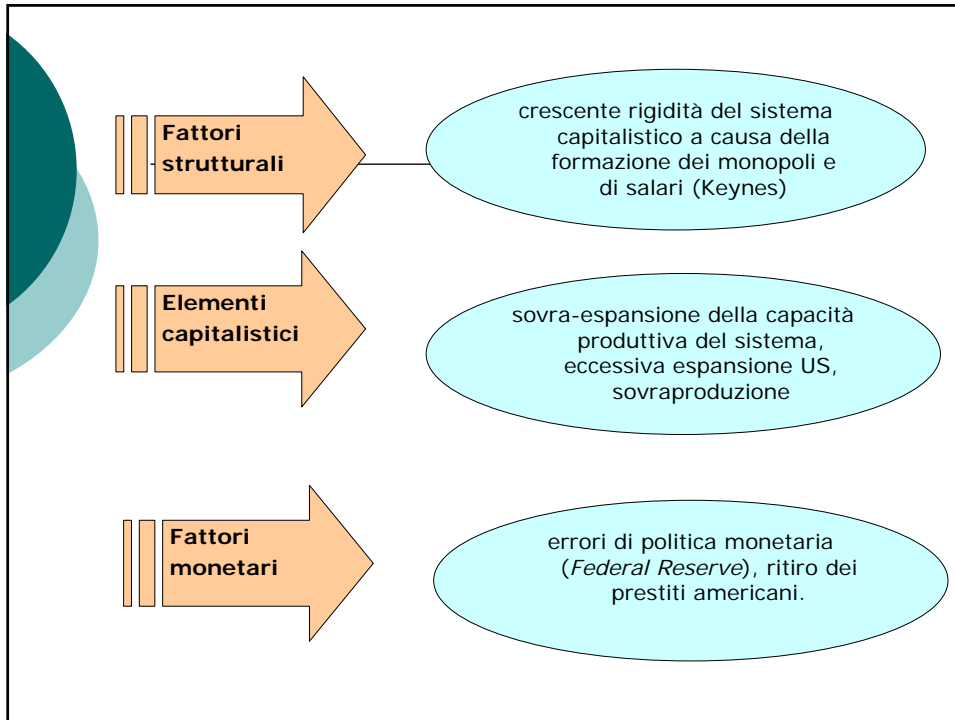 Fattori
strutturali
crescente rigidità del sistema
capitalistico a causa della
formazione dei monopoli e
di salari (Keynes)
Elementi
capitalistici
sovra-espansione della capacità
produttiva del sistema,
eccessiva espansione US,
sovraproduzione
Fattori
monetari
errori di politica monetaria
(Federal Reserve), ritiro dei
prestiti americani.